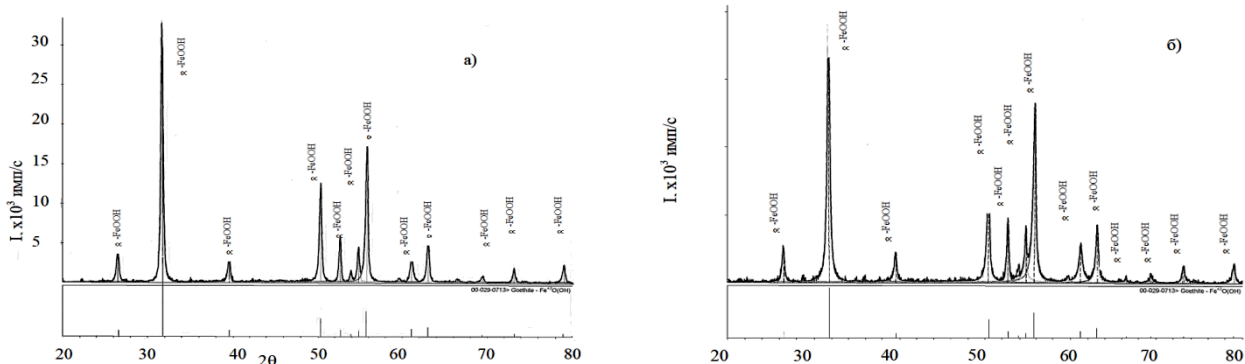 а)
I. x10³ имп/с
30
25
20
15
10
5
α -FeOOH
α -FeOOH
α -FeOOH
α -FeOOH
α -FeOOH
α -FeOOH
α -FeOOH
α -FeOOH
α -FeOOH
α -FeOOH
α -FeOOH
α -FeOOH
00-029-0713> Goethite - Fe+3O(OH)
20 30 40 50 60 70 80
2θ
б)
I. x10³ имп/с
α -FeOOH
α -FeOOH
α -FeOOH
α -FeOOH
α -FeOOH
α -FeOOH
α -FeOOH
α -FeOOH
α -FeOOH
α -FeOOH
α -FeOOH
α -FeOOH
α -FeOOH
00-029-0713> Goethite - Fe+3O(OH)
20 30 40 50 60 70 80